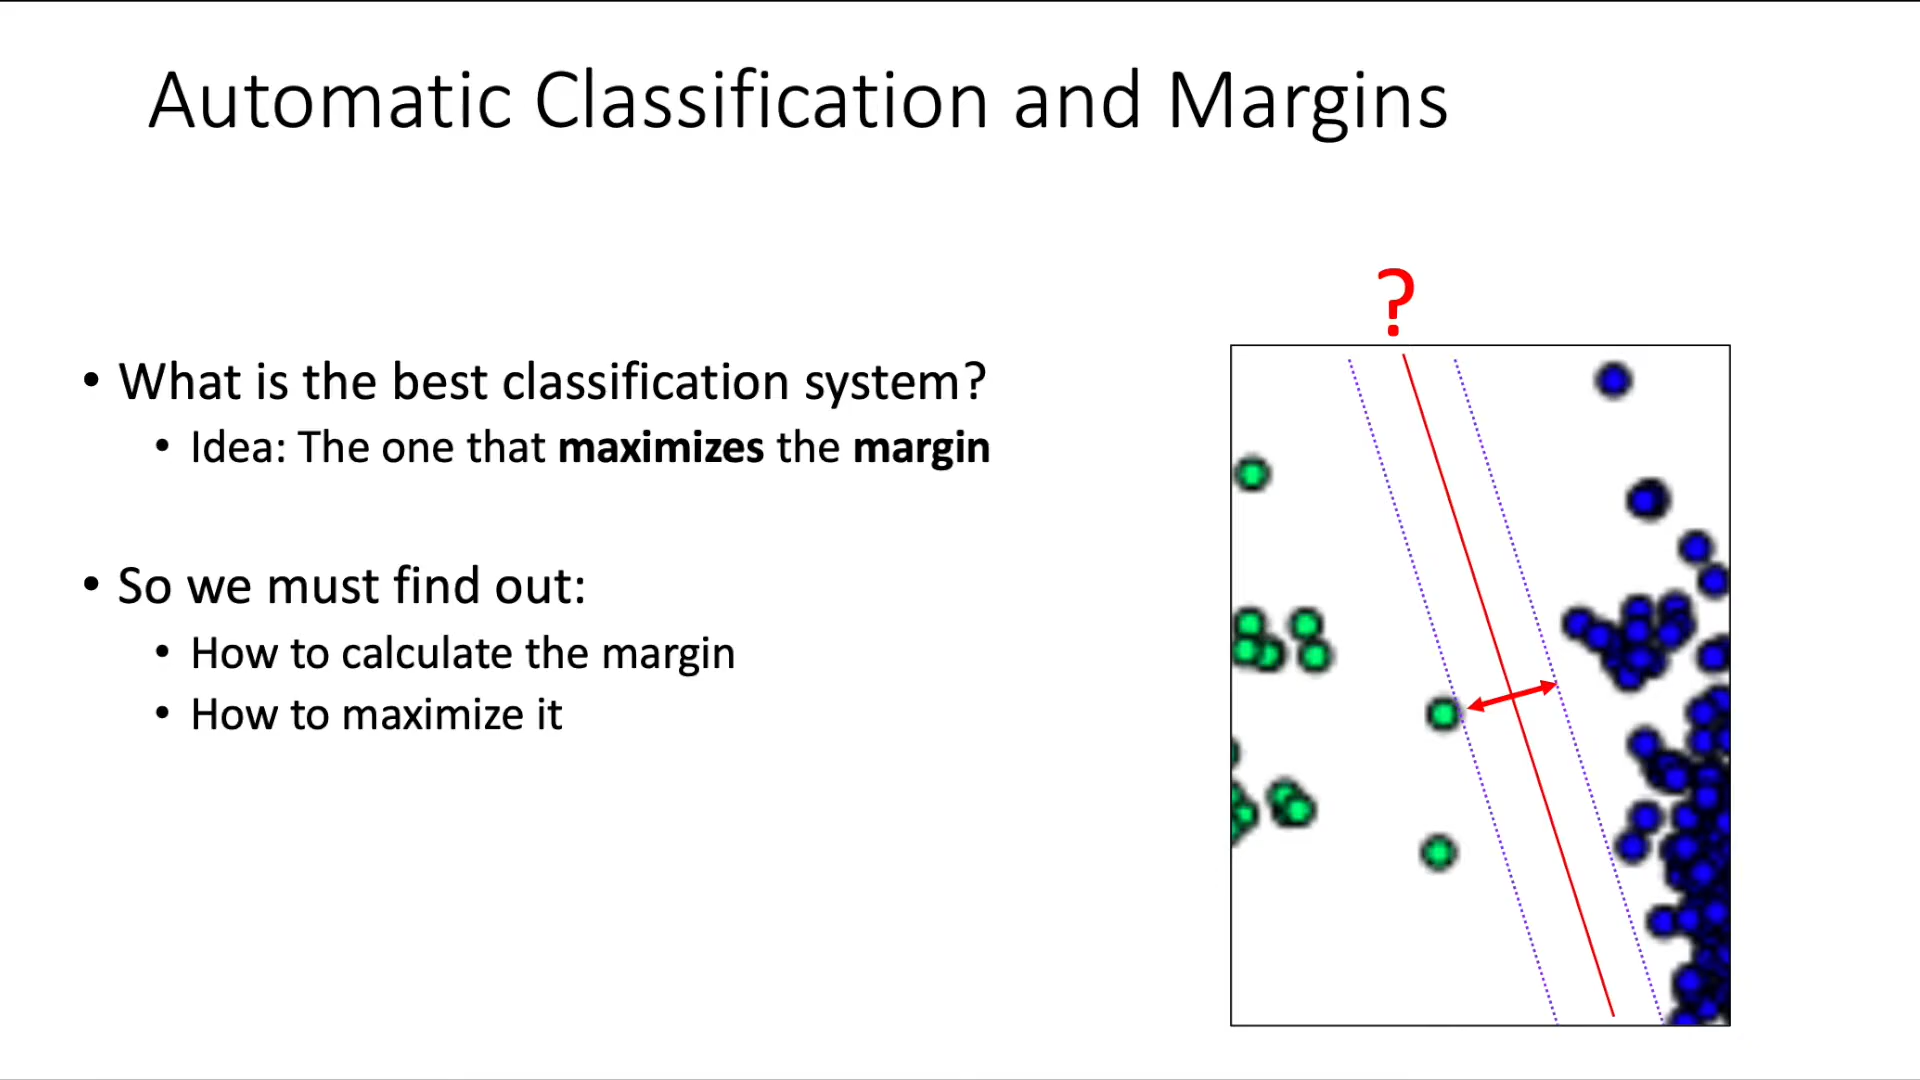 Automatic Classification and Margins
?
• What is the best classification system?
• Idea: The one that maximizes the margin
• So we must find out:
• How to calculate the margin
• How to maximize it